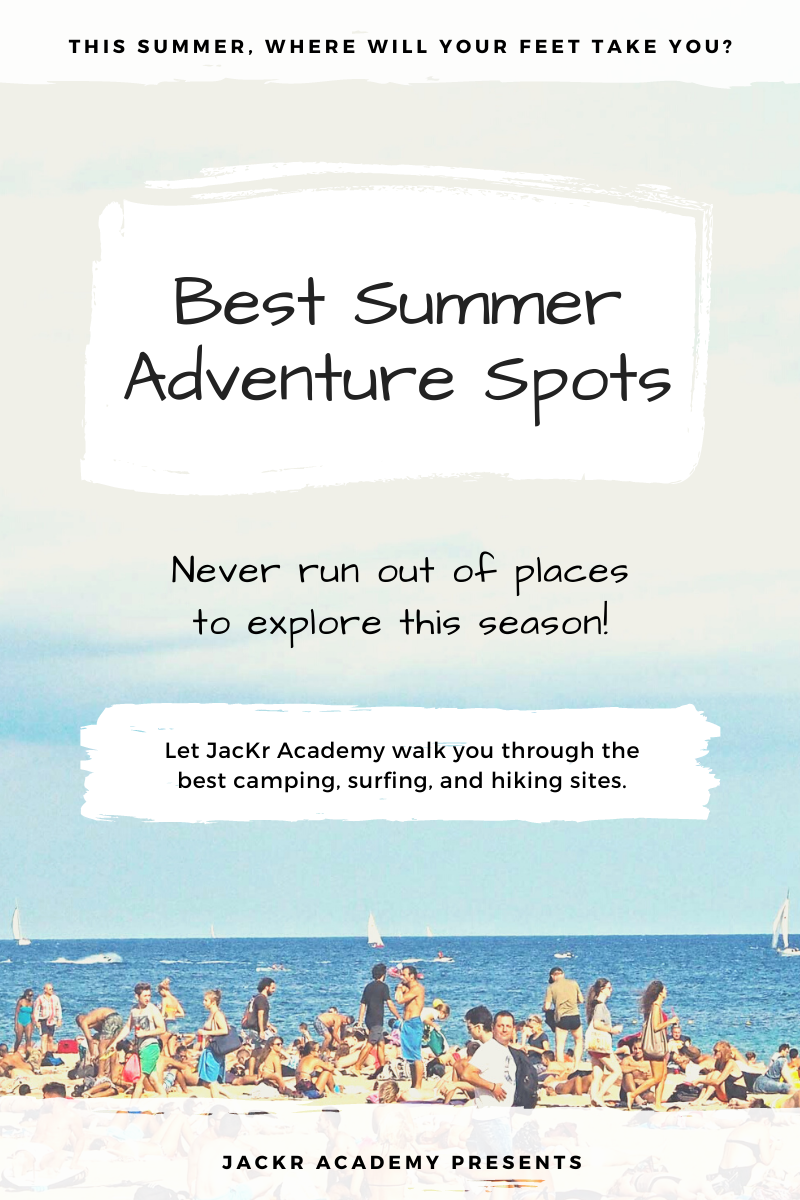 THIS SUMMER, WHERE WILL YOUR FEET TAKE YOU?
Best Summer
Adventure Spots
Never run out of places
to explore this season!
Let JacKr Academy walk you through the
best camping, surfing, and hiking sites.
JACKR ACADEMY PRESENTS